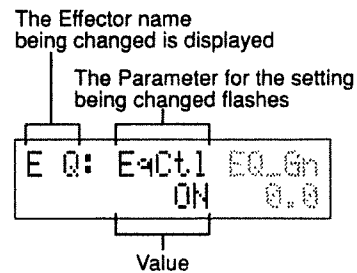 The Effector name
being changed is displayed
The Parameter for the setting
being changed flashes
E Q: E◄Ctl EQ_Gn
ON 0.0
Value